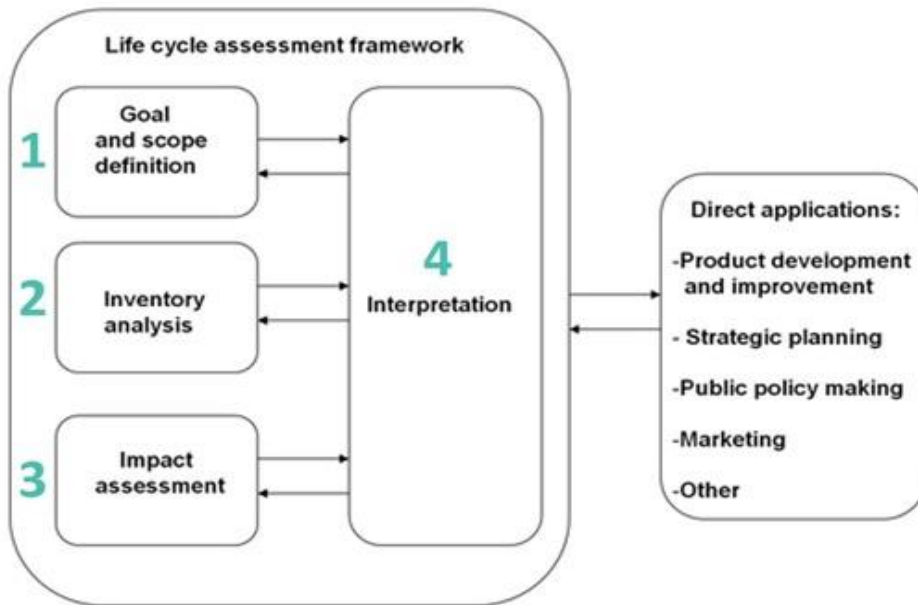 Life cycle assessment framework
1
Goal
and scope
definition
2
Inventory
analysis
3
Impact
assessment
4
Interpretation
Direct applications:
-Product development
and improvement
- Strategic planning
-Public policy making
-Marketing
-Other